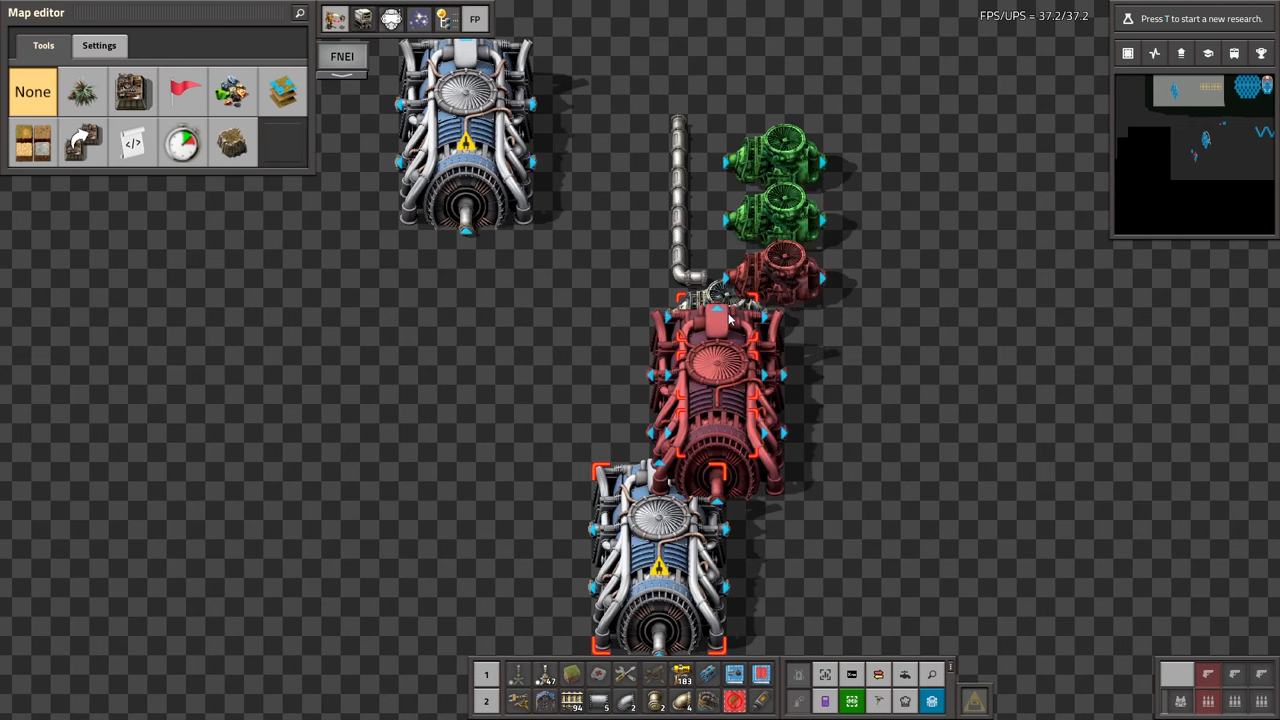 Map editor
Tools Settings
None
</>
FP
FNEI
FPS/UPS = 37.2/37.2
Press T to start a new research.
1
47
183
2
94
5
2
2
4